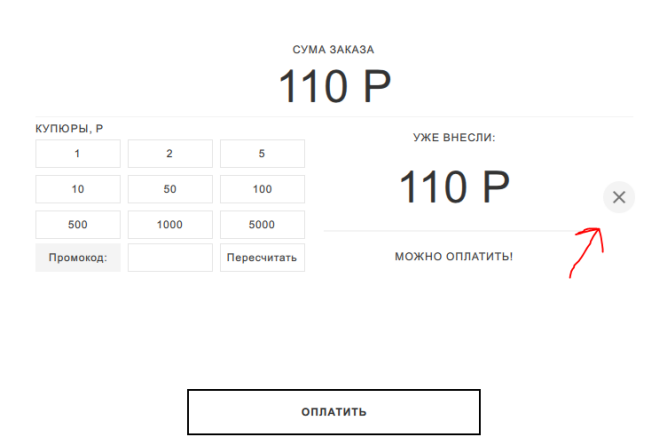 СУМА ЗАКАЗА
110 Р
КУПЮРЫ, Р
1 2 5
10 50 100
500 1000 5000
Промокод: Пересчитать
УЖЕ ВНЕСЛИ:
110 Р
МОЖНО ОПЛАТИТЬ!
ОПЛАТИТЬ